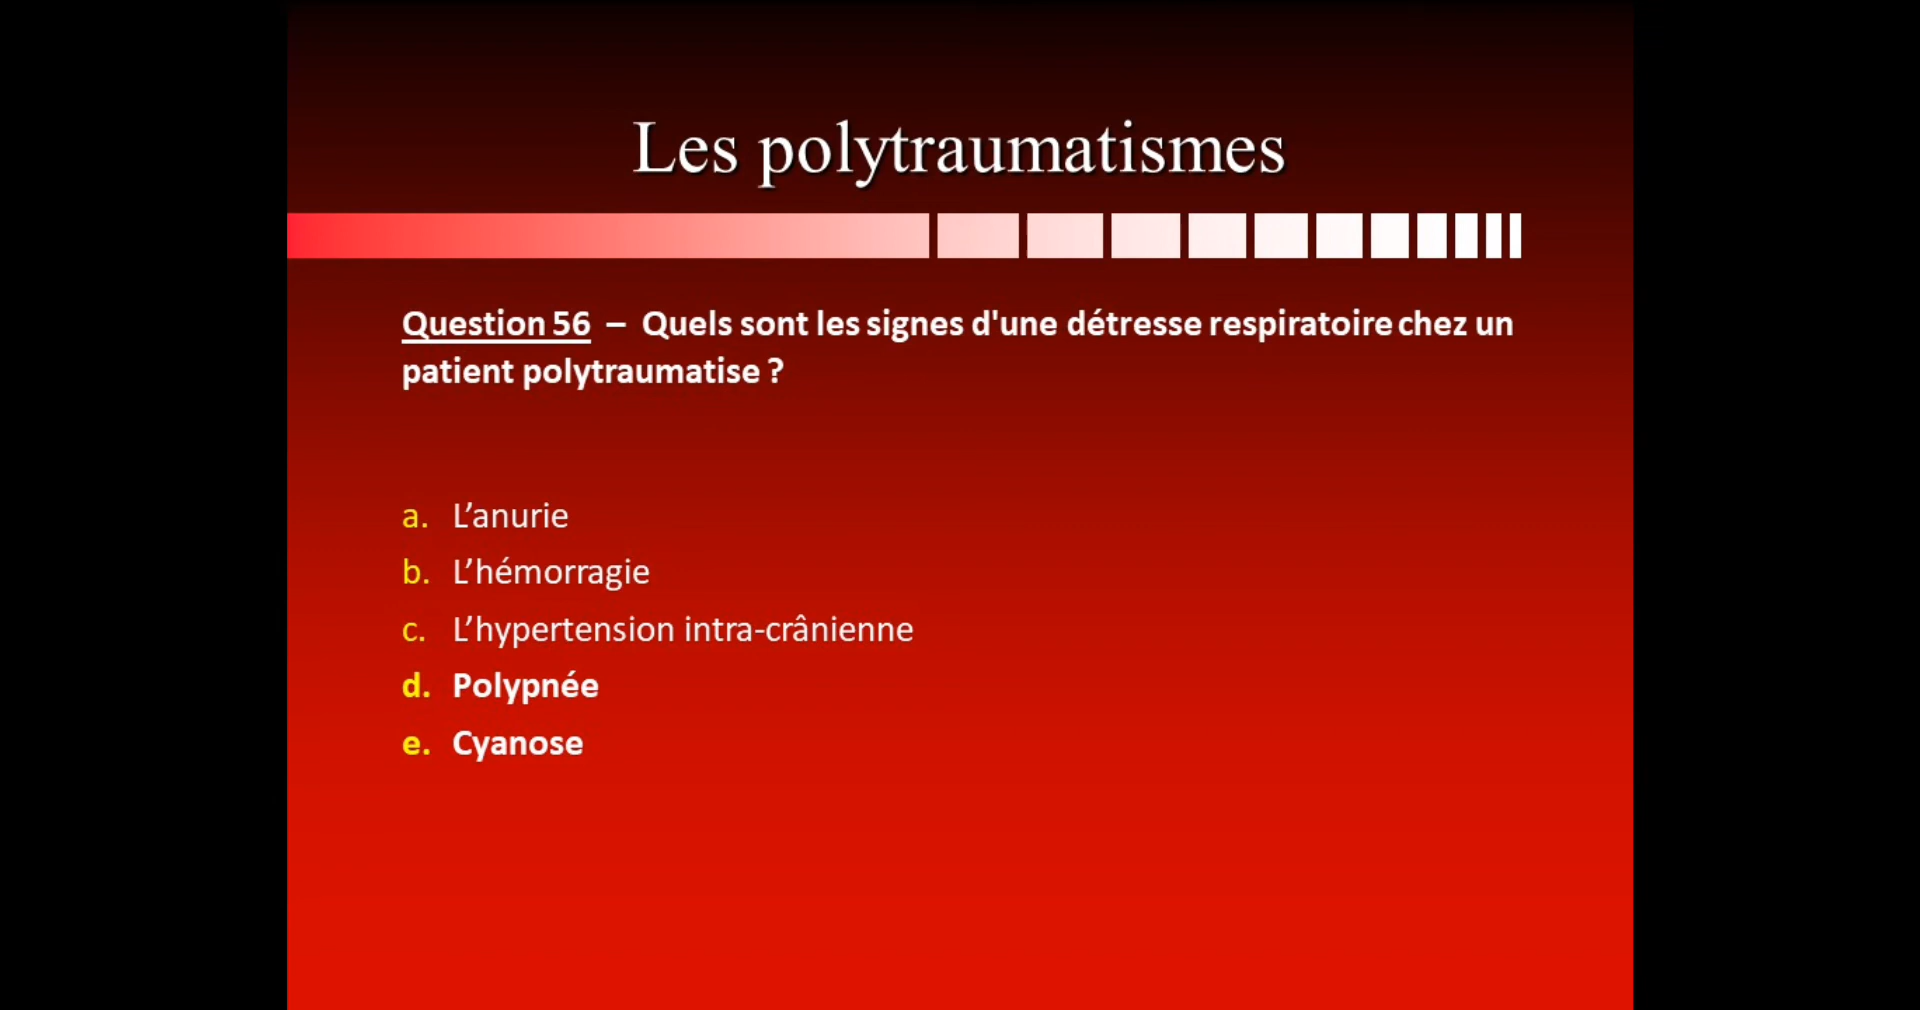 Les polytraumatismes
Question 56 – Quels sont les signes d'une détresse respiratoire chez un
patient polytraumatise ?
a. L’anurie
b. L’hémorragie
c. L’hypertension intra-crânienne
d. Polypnée
e. Cyanose